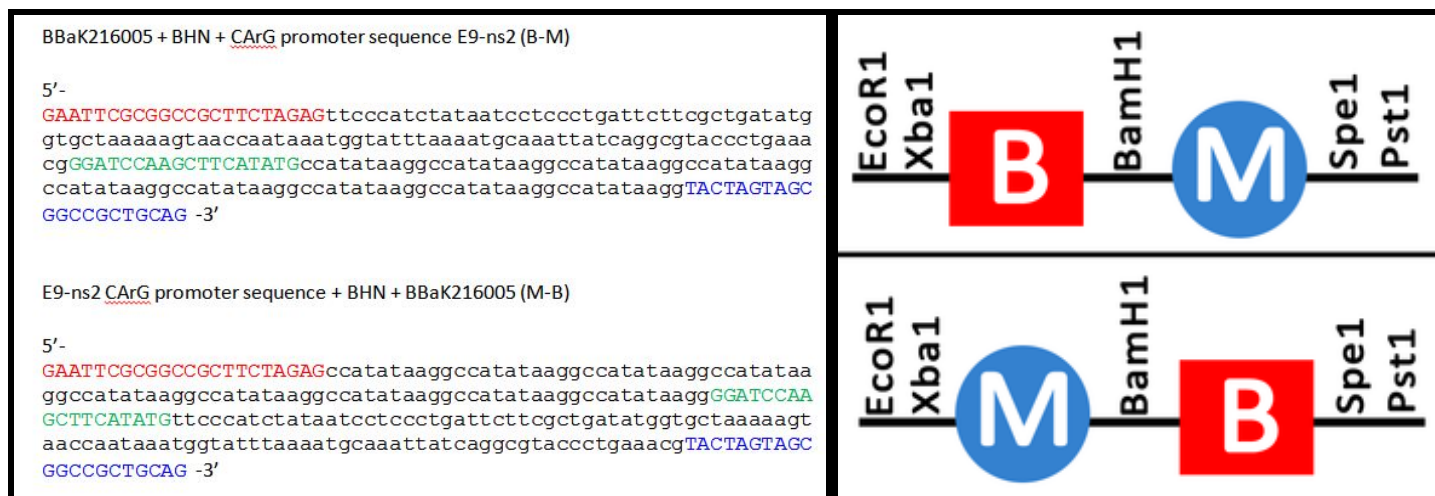 BBaK216005 + BHN + CArG promoter sequence E9-ns2 (B-M)
5'-
GAATTCGCGGCCGCTTCTAGAGttcccatctataatcctccctgattcttcgctgatatg
gtgctaaaaagtaaccaataaatggtatttaaaatgcaaattatcaggcgtaccctgaaa
cgGGATCCAAGCTTCATATGccatataaggccatataaggccatataaggccatataagg
ccatataaggccatataaggccatataaggccatataaggccatataaggTACTAGTAGC
GGCCGCTGCAG -3'
E9-ns2 CArG promoter sequence + BHN + BBaK216005 (M-B)
5'-
GAATTCGCGGCCGCTTCTAGAGccatataaggccatataaggccatataaggccatataa
ggccatataaggccatataaggccatataaggccatataaggccatataaggGGATCCAA
GCTTCATATGttcccatctataatcctccctgattcttcgctgatatggtgctaaaaagt
aaccaataaatggtatttaaaatgcaaattatcaggcgtaccctgaaacgTACTAGTAGC
GGCCGCTGCAG -3'
EcoR1
Xba1
B
BamH1
M
Spe1
Pst1
EcoR1
Xba1
M
BamH1
B
Spe1
Pst1